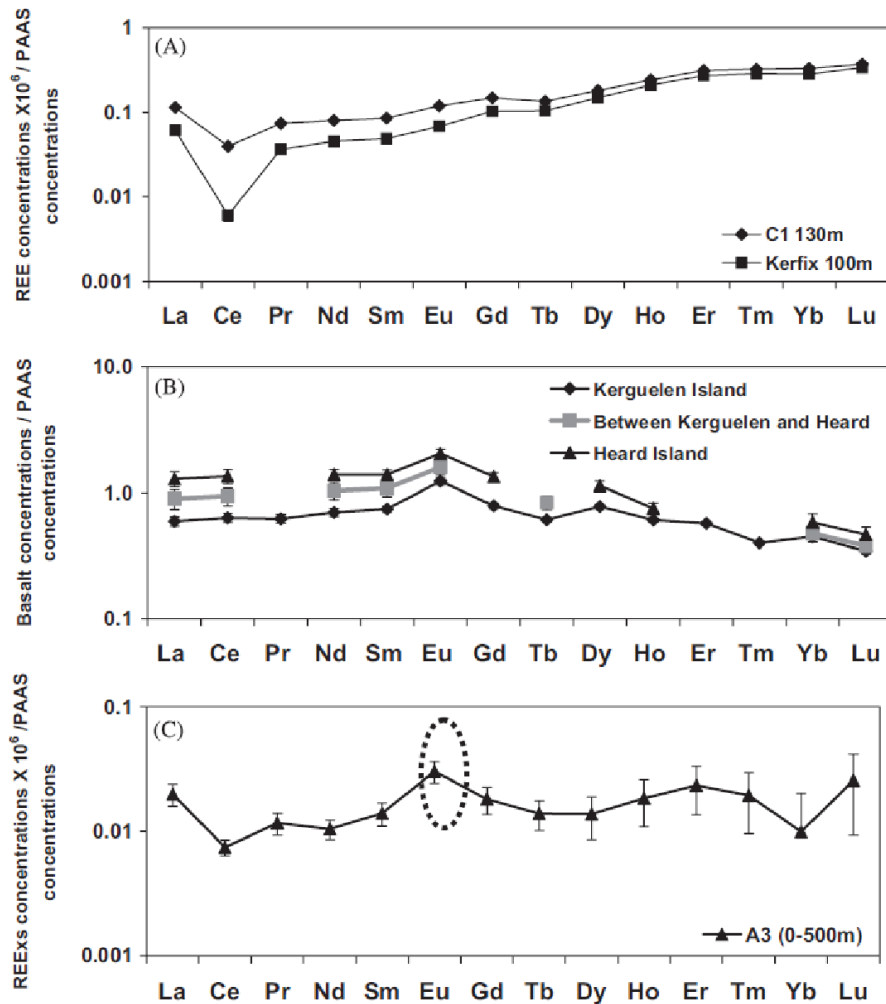 REE concentrations X10⁶ / PAAS
concentrations
(A)
1
0.1
0.01
0.001
C1 130m
Kerfix 100m
La Ce Pr Nd Sm Eu Gd Tb Dy Ho Er Tm Yb Lu
Basalt concentrations / PAAS
concentrations
(B)
10.0
1.0
0.1
Kerguelen Island
Between Kerguelen and Heard
Heard Island
La Ce Pr Nd Sm Eu Gd Tb Dy Ho Er Tm Yb Lu
REExs concentrations X 10⁶ /PAAS
concentrations
(C)
0.1
0.01
0.001
A3 (0-500m)
La Ce Pr Nd Sm Eu Gd Tb Dy Ho Er Tm Yb Lu